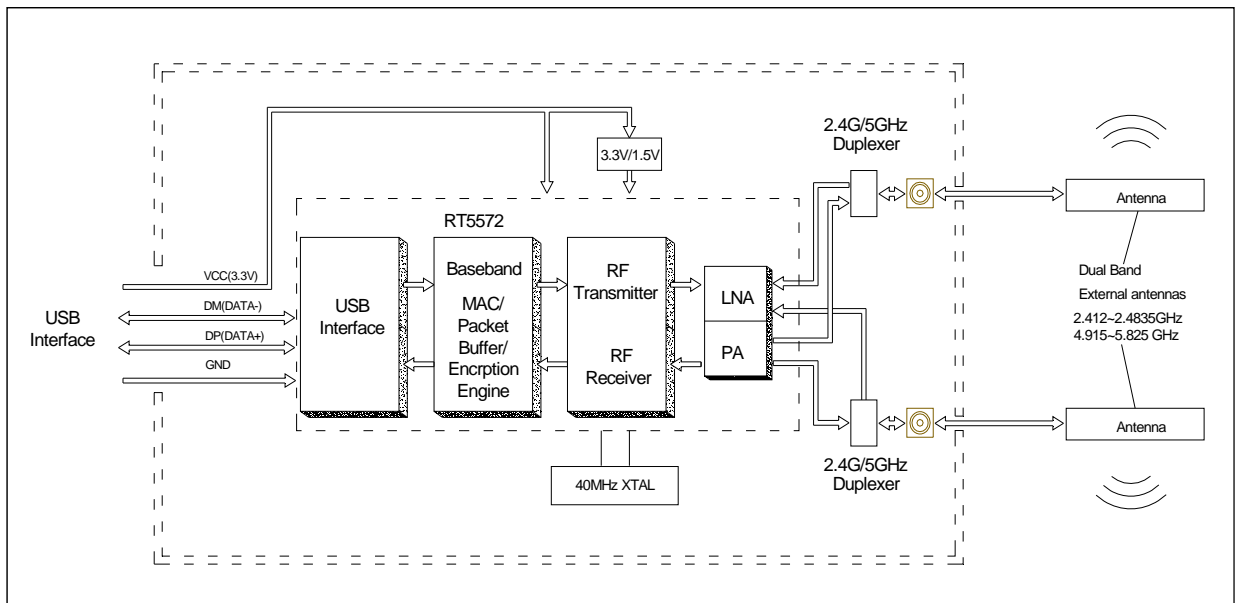 2.4G/5GHz
Duplexer
3.3V/1.5V
Antenna
RT5572
Baseband
MAC/
Packet
Buffer/
Encrption
Engine
RF
Transmitter
RF
Receiver
USB
Interface
LNA
PA
VCC(3.3V)
DM(DATA-)
DP(DATA+)
GND
USB
Interface
Dual Band
External antennas
2.412~2.4835GHz
4.915~5.825 GHz
Antenna
2.4G/5GHz
Duplexer
40MHz XTAL